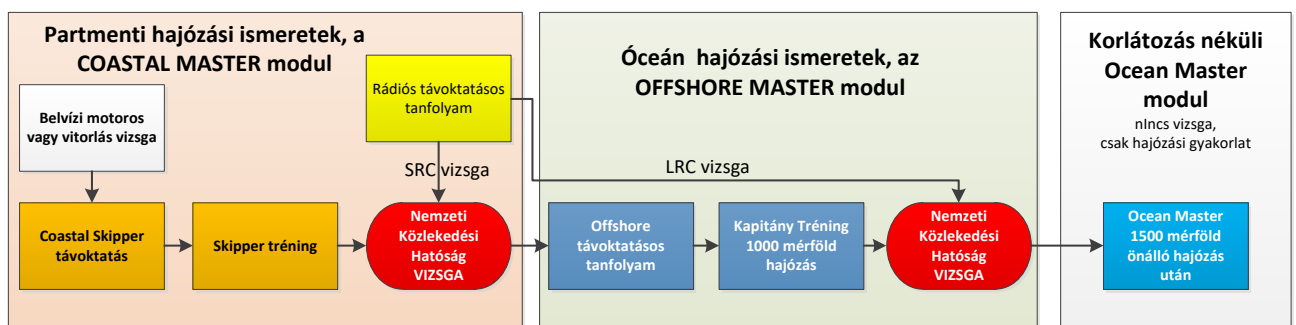 Partmenti hajózási ismeretek, a
COASTAL MASTER modul
Belvízi motoros
vagy vitorlás vizsga
Rádiós távoktatásos
tanfolyam
SRC vizsga
Coastal Skipper
távoktatás
Skipper tréning
Nemzeti
Közlekedési
Hatóság
VIZSGA
Óceán hajózási ismeretek, az
OFFSHORE MASTER modul
LRC vizsga
Offshore
távoktatásos
tanfolyam
Kapitány Tréning
1000 mérföld
hajózás
Nemzeti
Közlekedési
Hatóság
VIZSGA
Korlátozás nélküli
Ocean Master
modul
nIncs vizsga,
csak hajózási gyakorlat
Ocean Master
1500 mérföld
önálló hajózás
után